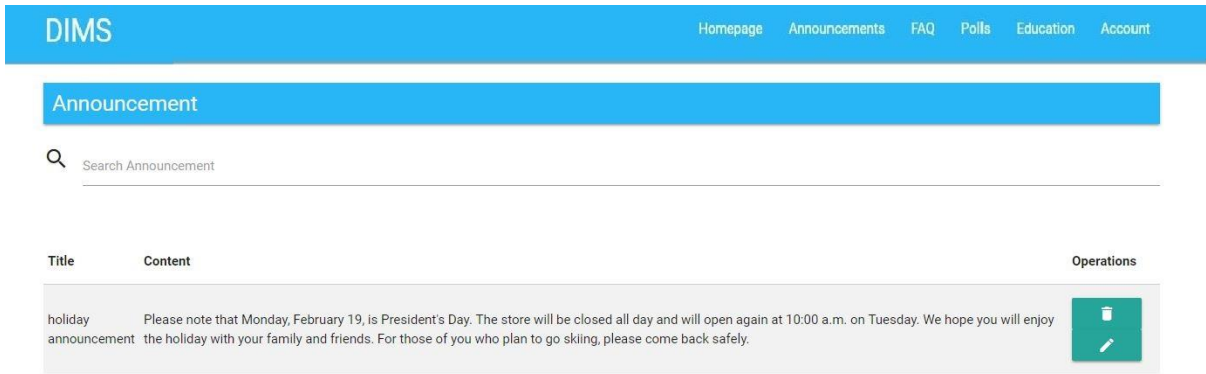 DIMS
Homepage Announcements FAQ Polls Education Account
Announcement
Search Announcement
Title Content Operations
holiday announcement
Please note that Monday, February 19, is President's Day. The store will be closed all day and will open again at 10:00 a.m. on Tuesday. We hope you will enjoy
the holiday with your family and friends. For those of you who plan to go skiing, please come back safely.